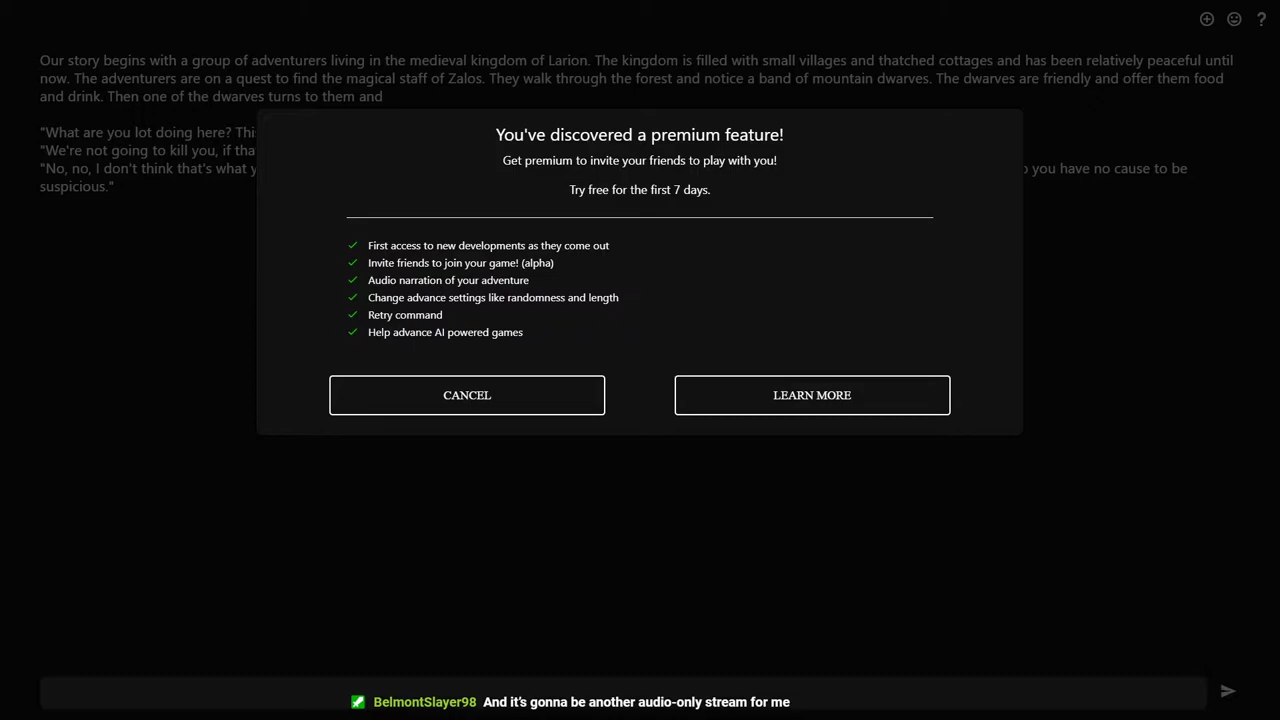 Our story begins with a group of adventurers living in the medieval kingdom of Larion. The kingdom is filled with small villages and thatched cottages and has been relatively peaceful until
now. The adventurers are on a quest to find the magical staff of Zalos. They walk through the forest and notice a band of mountain dwarves. The dwarves are friendly and offer them food
and drink. Then one of the dwarves turns to them and
"What are you lot doing here?
"We're not going to kill you, if
"No, no, I don't think that's what you have no cause to be
suspicious."
You've discovered a premium feature!
Get premium to invite your friends to play with you!
Try free for the first 7 days.
First access to new developments as they come out
Invite friends to join your game! (alpha)
Audio narration of your adventure
Change advance settings like randomness and length
Retry command
Help advance AI powered games
CANCEL LEARN MORE
BelmontSlayer98 And it's gonna be another audio-only stream for me